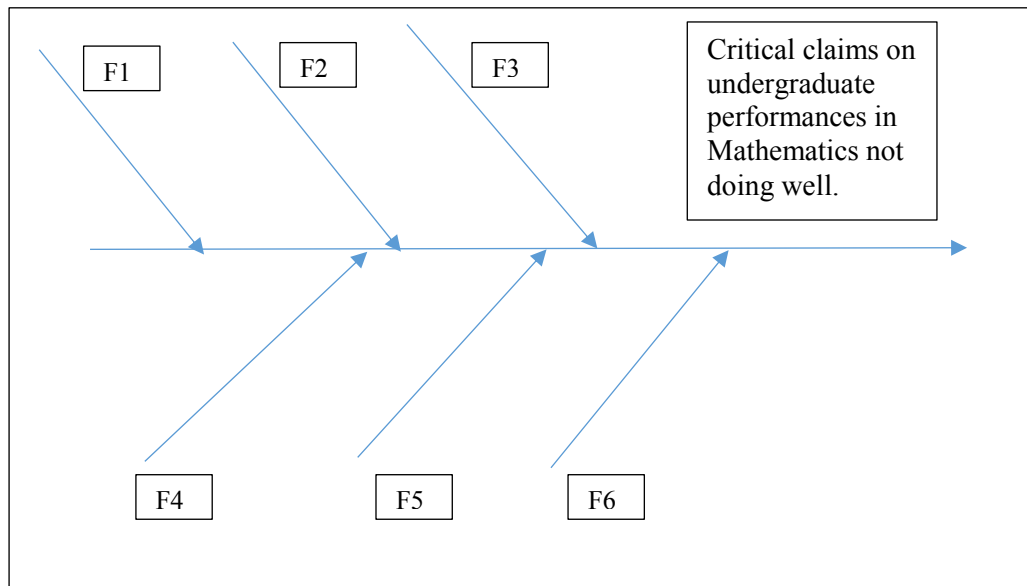 F1
F2
F3
Critical claims on
undergraduate
performances in
Mathematics not
doing well.
F4
F5
F6